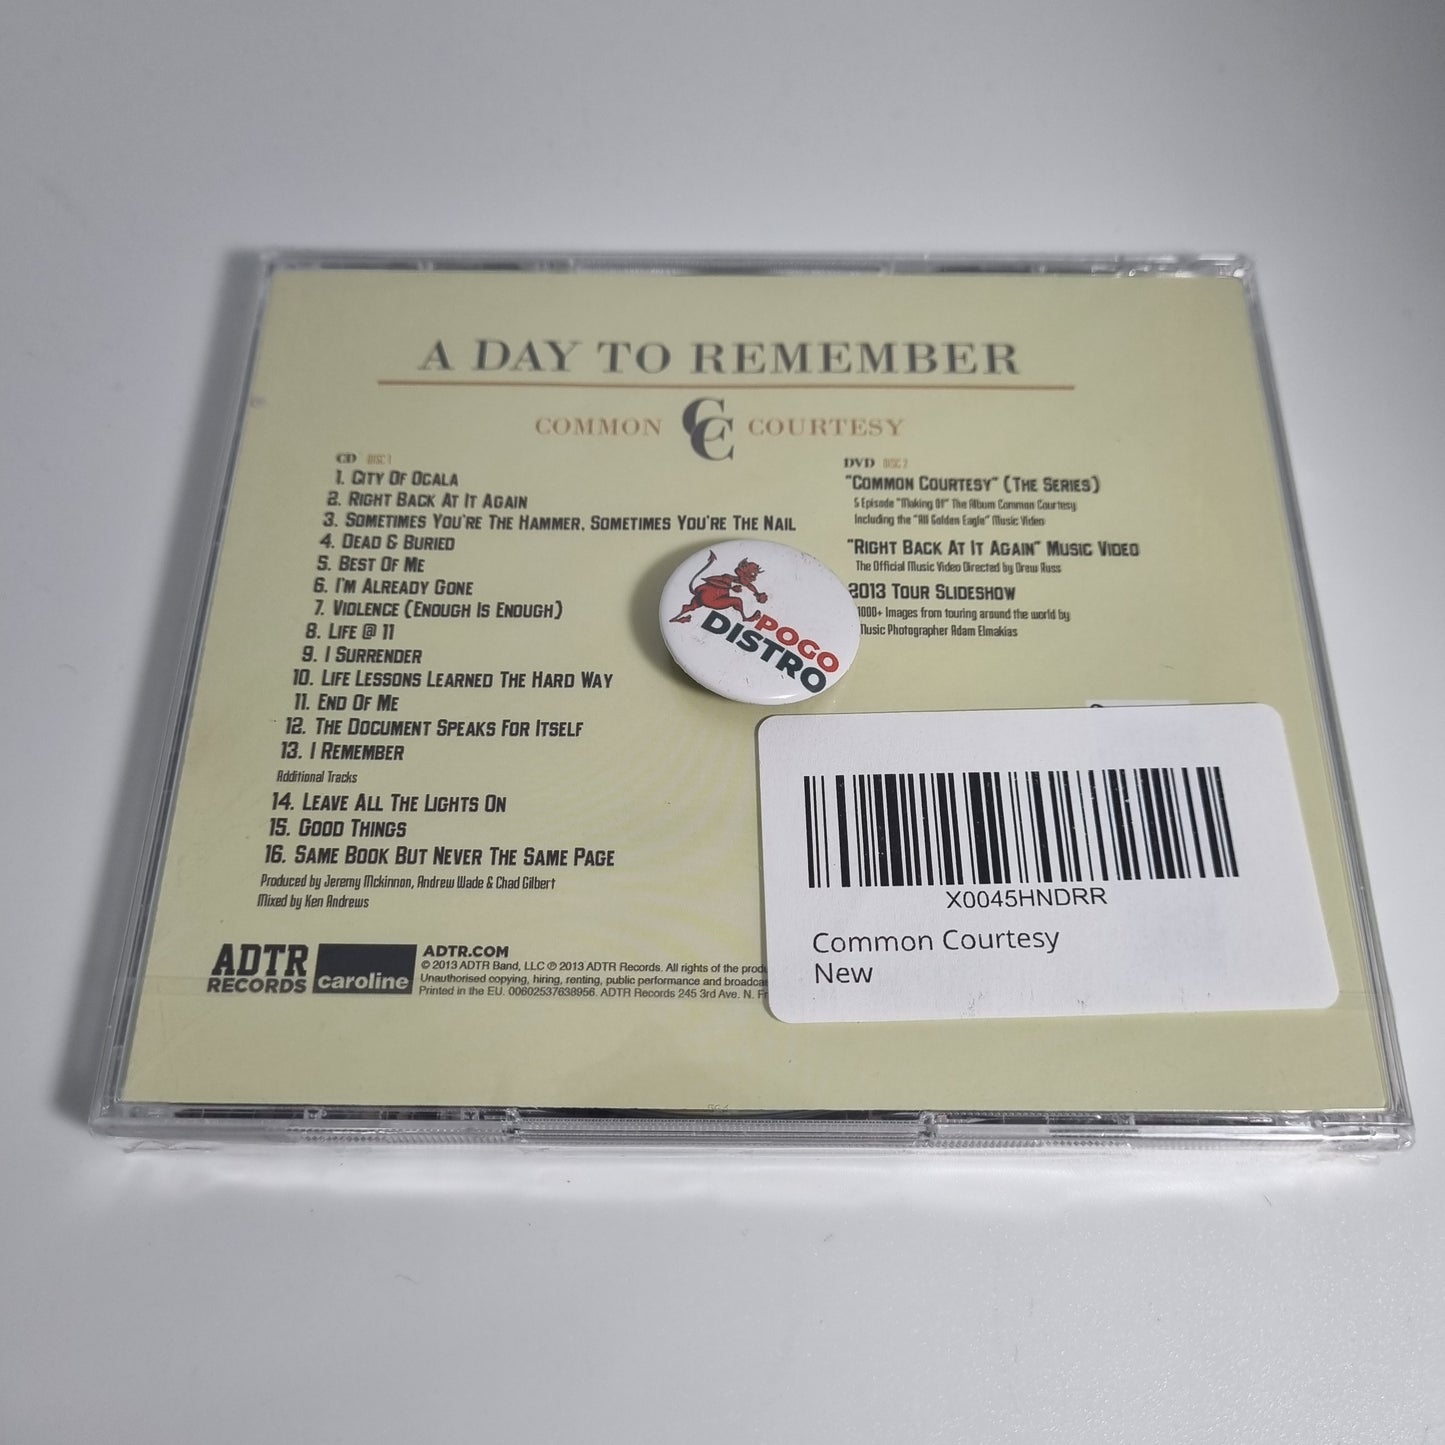 A DAY TO REMEMBER
COMMON CC COURTESY
CD DISC 1
1. CITY OF OCALA
2. RIGHT BACK AT IT AGAIN
3. SOMETIMES YOU'RE THE HAMMER, SOMETIMES YOU'RE THE NAIL
4. DEAD & BURIED
5. BEST OF ME
6. I'M ALREADY GONE
7. VIOLENCE (ENOUGH IS ENOUGH)
8. LIFE @ 11
9. I SURRENDER
10. LIFE LESSONS LEARNED THE HARD WAY
11. END OF ME
12. THE DOCUMENT SPEAKS FOR ITSELF
13. I REMEMBER
Additional Tracks
14. LEAVE ALL THE LIGHTS ON
15. GOOD THINGS
16. SAME BOOK BUT NEVER THE SAME PAGE
Produced by Jeremy Mckinnon, Andrew Wade & Chad Gilbert
Mixed by Ken Andrews
DVD DISC 2
"COMMON COURTESY" (THE SERIES)
5 Episode "Making Of" The Album Common Courtesy
Including the "All Golden Eagle" Music Video
"RIGHT BACK AT IT AGAIN" MUSIC VIDEO
The Official Music Video Directed by Drew Russ
2013 TOUR SLIDESHOW
1000+ Images from touring around the world by
Music Photographer Adam Elmakias
POGO
DISTRO
X0045HNDRR
Common Courtesy
New
ADTR
RECORDS
caroline
ADTR.COM
© 2013 ADTR Band, LLC ℗ 2013 ADTR Records. All rights of the
Unauthorised copying, hiring, renting, public performance and
Printed in the EU. 00602537638956. ADTR Records 245 3rd Ave. N.